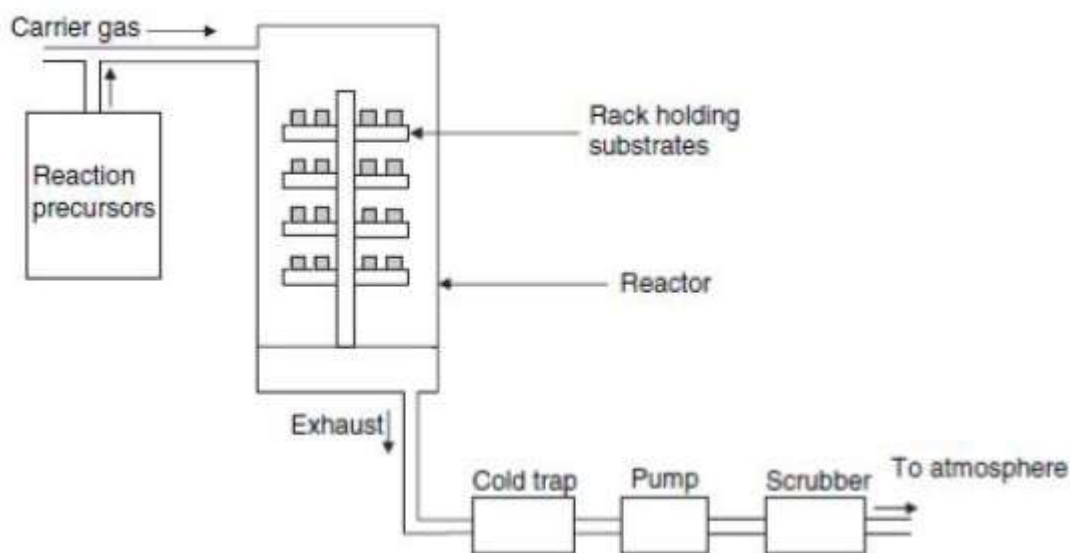 Carrier gas
Reaction
precursors
Rack holding
substrates
Reactor
Exhaust
Cold trap
Pump
Scrubber
To atmosphere